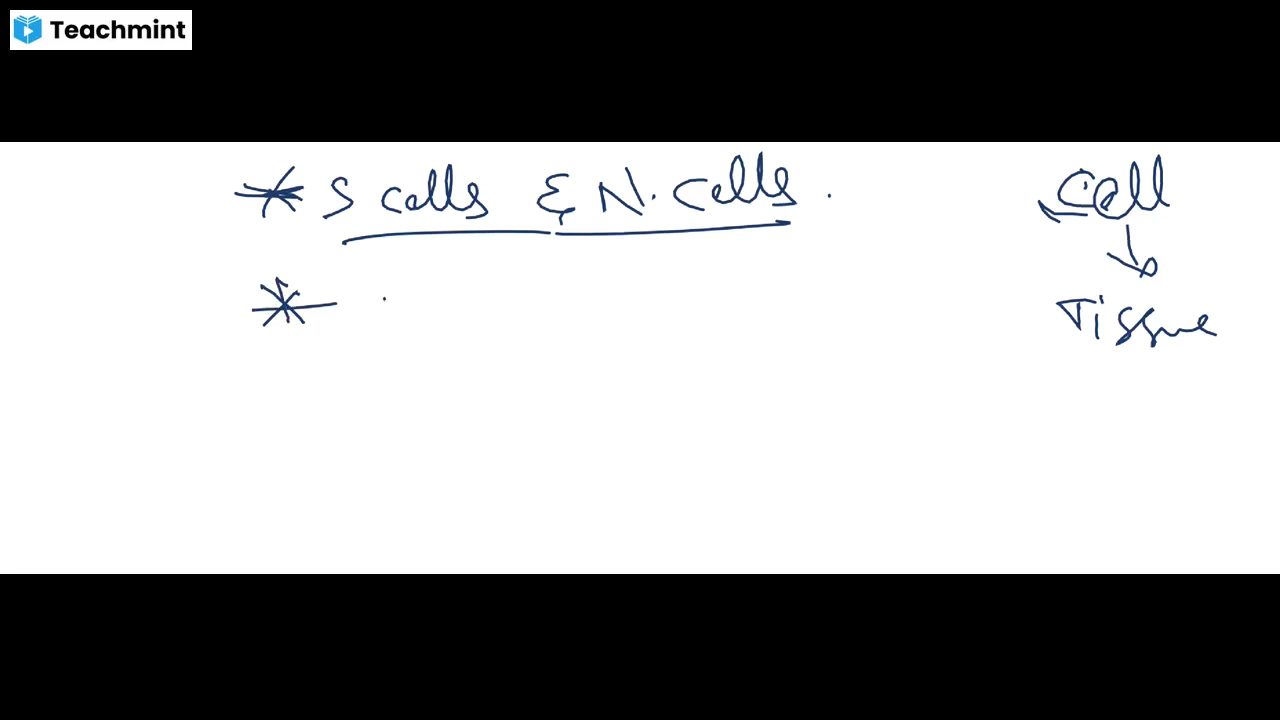 Teachmint
* S cells & N. cells.
*
Cell
↓
Tissue